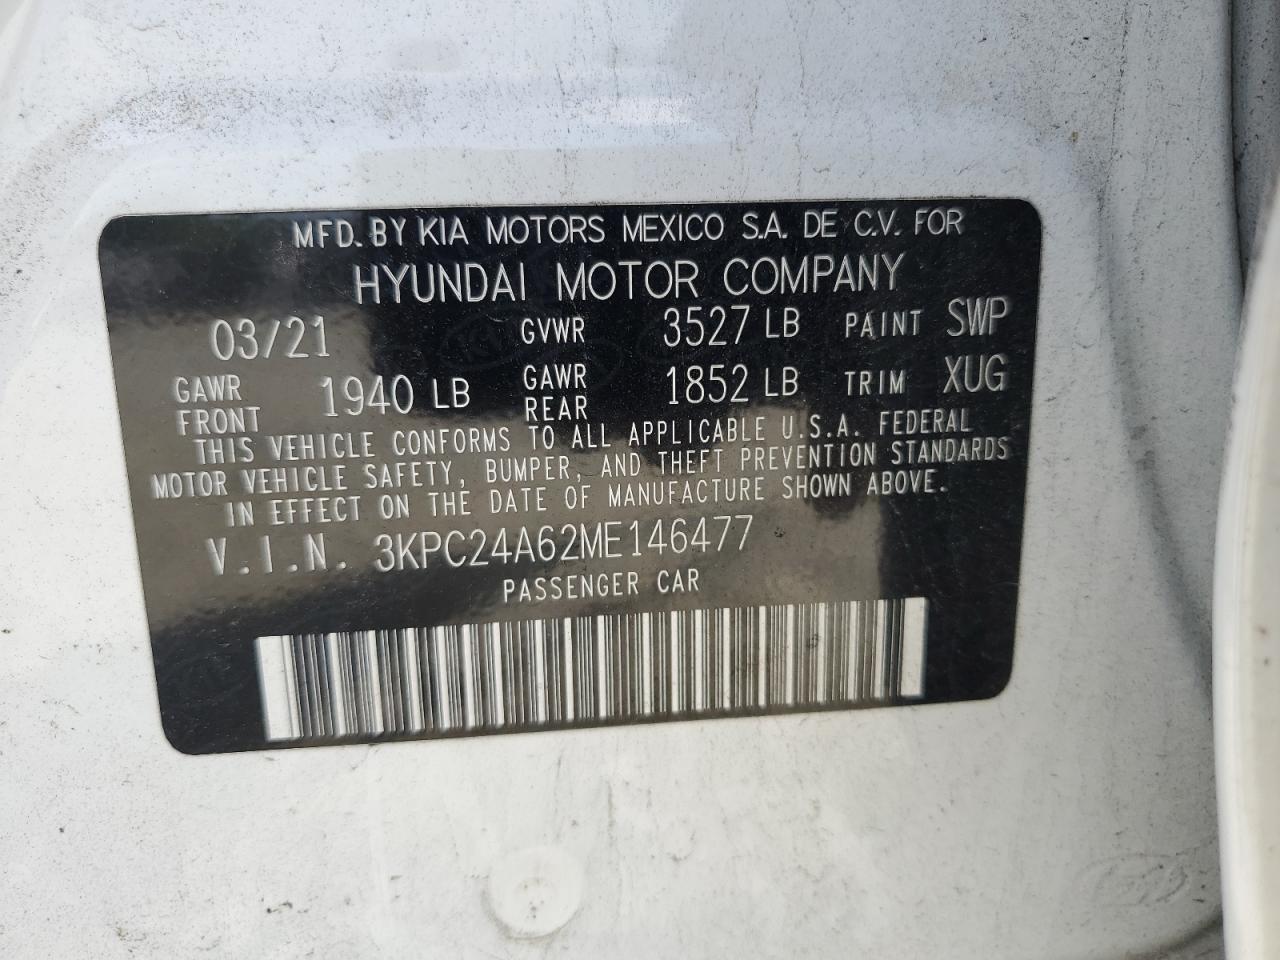 MFD. BY KIA MOTORS MEXICO S.A. DE C.V. FOR
HYUNDAI MOTOR COMPANY
03/21 GVWR 3527 LB PAINT SWP
GAWR FRONT 1940 LB GAWR REAR 1852 LB TRIM XUG
THIS VEHICLE CONFORMS TO ALL APPLICABLE U.S.A. FEDERAL
MOTOR VEHICLE SAFETY, BUMPER, AND THEFT PREVENTION STANDARDS
IN EFFECT ON THE DATE OF MANUFACTURE SHOWN ABOVE.
V.I.N. 3KPC24A62ME146477
PASSENGER CAR